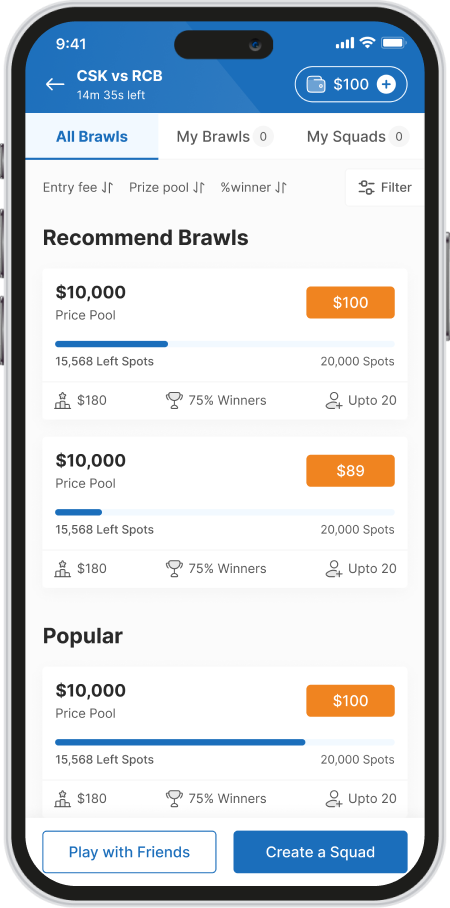 9:41
CSK vs RCB
14m 35s left
$100
All Brawls
My Brawls 0
My Squads 0
Entry fee
Prize pool
%winner
Filter
Recommend Brawls
$10,000
Price Pool
$100
15,568 Left Spots
20,000 Spots
$180
75% Winners
Upto 20
$10,000
Price Pool
$89
15,568 Left Spots
20,000 Spots
$180
75% Winners
Upto 20
Popular
$10,000
Price Pool
$100
15,568 Left Spots
20,000 Spots
$180
75% Winners
Upto 20
Play with Friends
Create a Squad